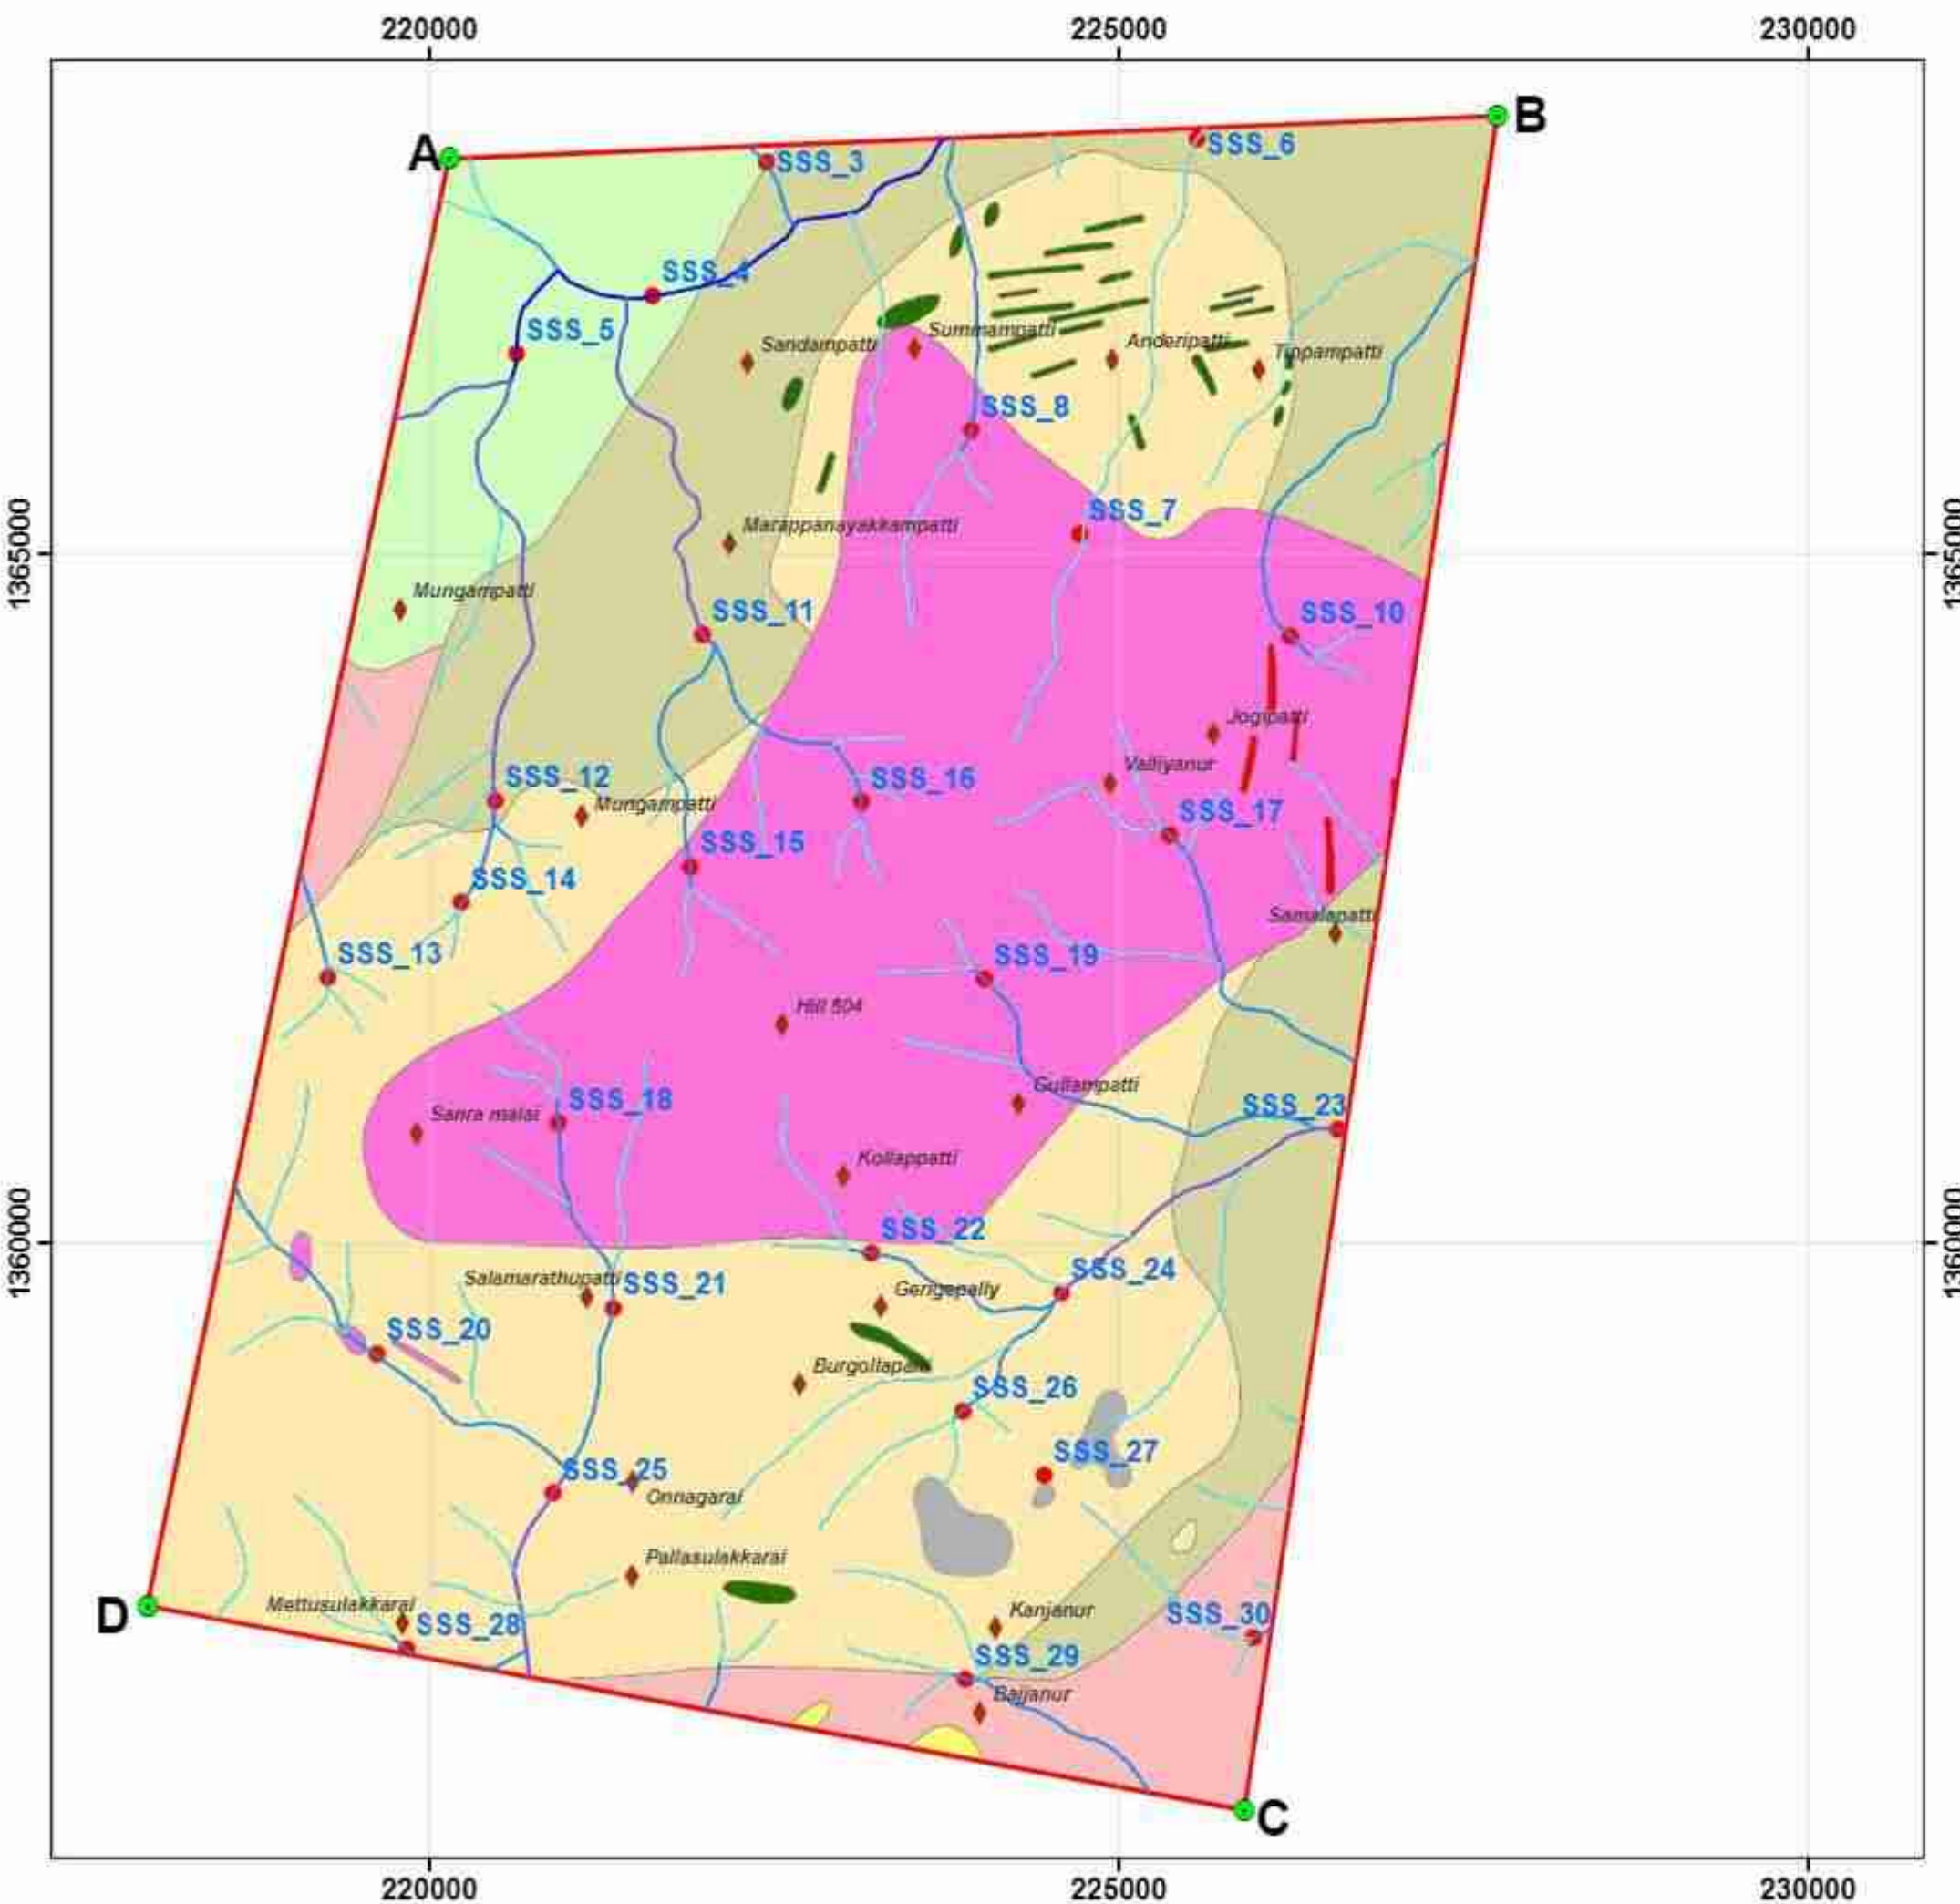 220000
225000
230000
A
B
SSS_3
SSS_6
SSS_4
SSS_5
Sandampatti
Summampatti
Anderipatti
Tippampatti
SSS_8
1365000
1365000
SSS_7
Marappanayakkampatti
Mungampatti
SSS_11
SSS_10
Jogipatti
Valliyanur
SSS_12
Mungampatti
SSS_16
SSS_17
SSS_15
SSS_14
Samalapatti
SSS_13
SSS_19
Hill 504
Gullampatti
SSS_18
SSS_23
Sanra malai
Kollappatti
1360000
1360000
SSS_22
Salamarathupatti
SSS_21
SSS_24
Gerigepally
SSS_20
SSS_26
SSS_27
SSS_25
Onnagarai
Pallasulakkarai
D
Mettusulakkarai
SSS_28
Kanjanur
SSS_30
SSS_29
Bajjanur
C
220000
225000
230000